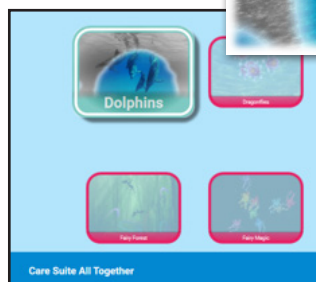 Dolphins
Dragonflies
Fairy Forest
Fairy Magic
Care Suite All Together